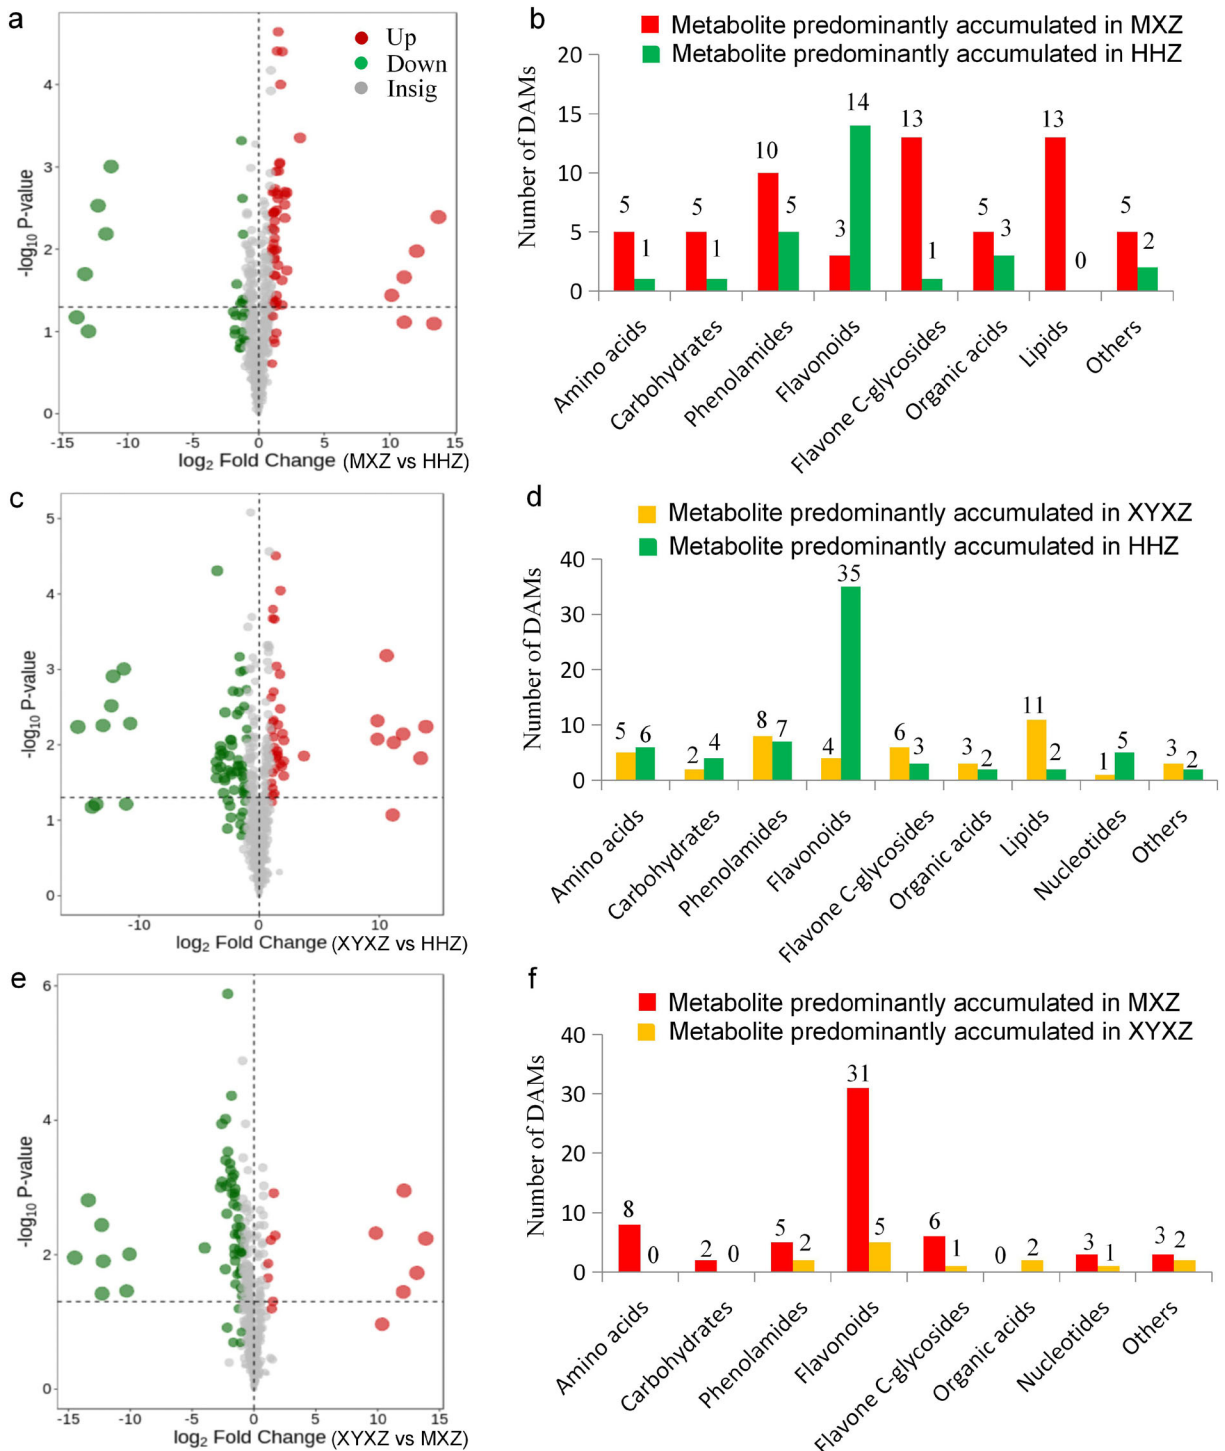 a
Up
Down
Insig
4
3
2
1
0
-log10 P-value
-15 -10 -5 0 5 10 15
log2 Fold Change (MXZ vs HHZ)
b
Metabolite predominantly accumulated in MXZ
Metabolite predominantly accumulated in HHZ
Number of DAMs
20
15
10
5
0
5 1 5 1 10 5 3 14 13 1 5 3 13 0 5 2
Amino acids
Carbohydrates
Phenolamides
Flavonoids
Flavone C-glycosides
Organic acids
Lipids
Others
c
5
4
3
2
1
0
-log10 P-value
-10 0 10
log2 Fold Change (XYXZ vs HHZ)
d
Metabolite predominantly accumulated in XYXZ
Metabolite predominantly accumulated in HHZ
Number of DAMs
40
30
20
10
0
5 6 2 4 8 7 4 35 6 3 3 2 11 2 1 5 3 2
Amino acids
Carbohydrates
Phenolamides
Flavonoids
Flavone C-glycosides
Organic acids
Lipids
Nucleotides
Others
e
6
4
2
0
-log10 P-value
-15 -10 -5 0 5 10 15
log2 Fold Change (XYXZ vs MXZ)
f
Metabolite predominantly accumulated in MXZ
Metabolite predominantly accumulated in XYXZ
Number of DAMs
40
30
20
10
0
8 0 2 0 5 2 31 5 6 1 0 2 3 1 3 2
Amino acids
Carbohydrates
Phenolamides
Flavonoids
Flavone C-glycosides
Organic acids
Nucleotides
Others